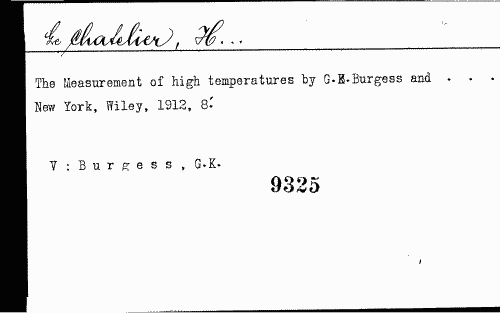 Le Chatelier, H...
The Measurement of high temperatures by G.K.Burgess and . . .
New York, Wiley, 1912, 8:
V : B u r g e s s , G.K.
9325